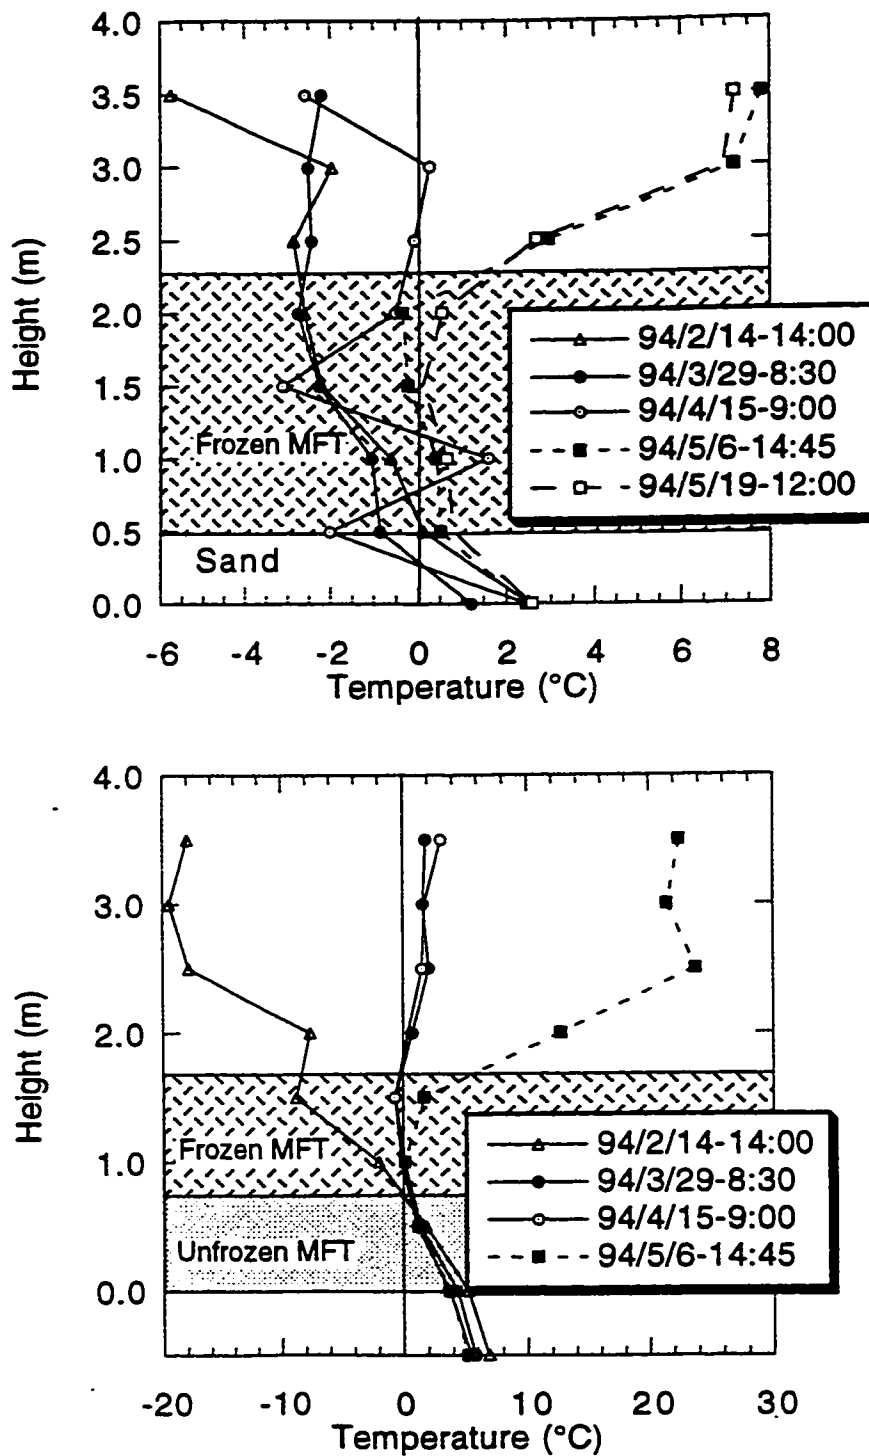 4.0
3.5
3.0
2.5
2.0
1.5
1.0
0.5
0.0
Height (m)
Frozen MFT
Sand
94/2/14-14:00
94/3/29-8:30
94/4/15-9:00
94/5/6-14:45
94/5/19-12:00
-6 -4 -2 0 2 4 6 8
Temperature (°C)
4.0
3.0
2.0
1.0
0.0
Height (m)
Frozen MFT
Unfrozen MFT
94/2/14-14:00
94/3/29-8:30
94/4/15-9:00
94/5/6-14:45
-20 -10 0 10 20 30
Temperature (°C)